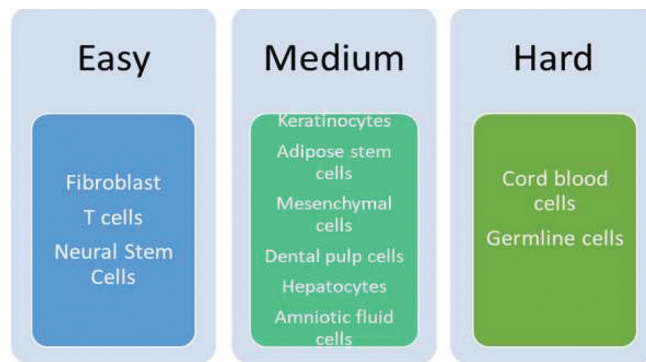 Easy
Fibroblast
T cells
Neural Stem
Cells
Medium
Keratinocytes
Adipose stem
cells
Mesenchymal
cells
Dental pulp cells
Hepatocytes
Amniotic fluid
cells
Hard
Cord blood
cells
Germline cells